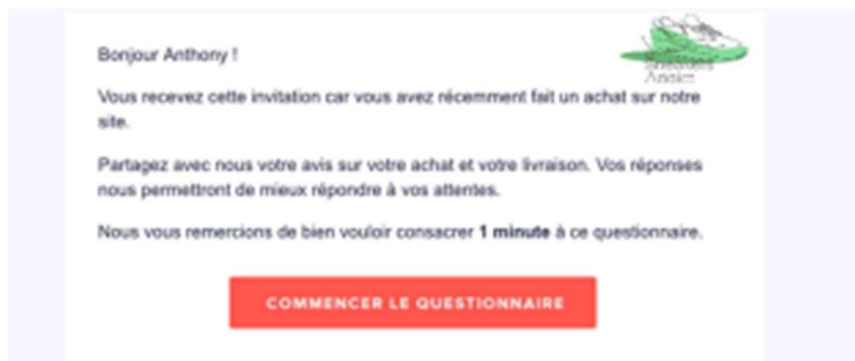 Bonjour Anthony !
Vous recevez cette invitation car vous avez récemment fait un achat sur notre
site.
Partagez avec nous votre avis sur votre achat et votre livraison. Vos réponses
nous permettront de mieux répondre à vos attentes.
Nous vous remercions de bien vouloir consacrer 1 minute à ce questionnaire.
COMMENCER LE QUESTIONNAIRE